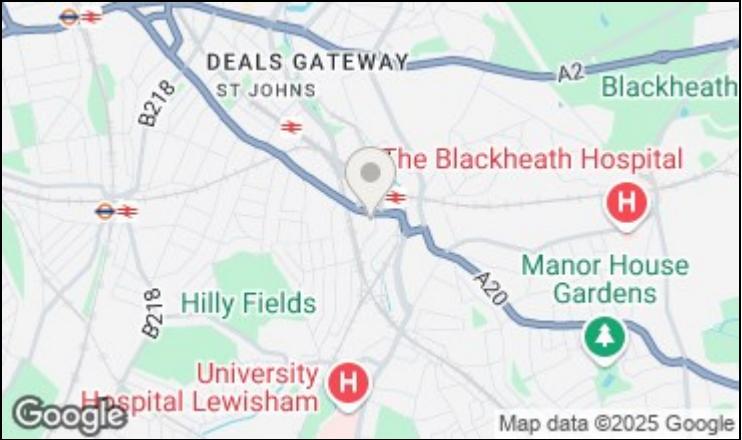 DEALS GATEWAY
ST JOHNS
A2
Blackheath
B218
The Blackheath Hospital
H
Manor House
Gardens
A20
B218
Hilly Fields
University
Hospital Lewisham
H
Google
Map data ©2025 Google